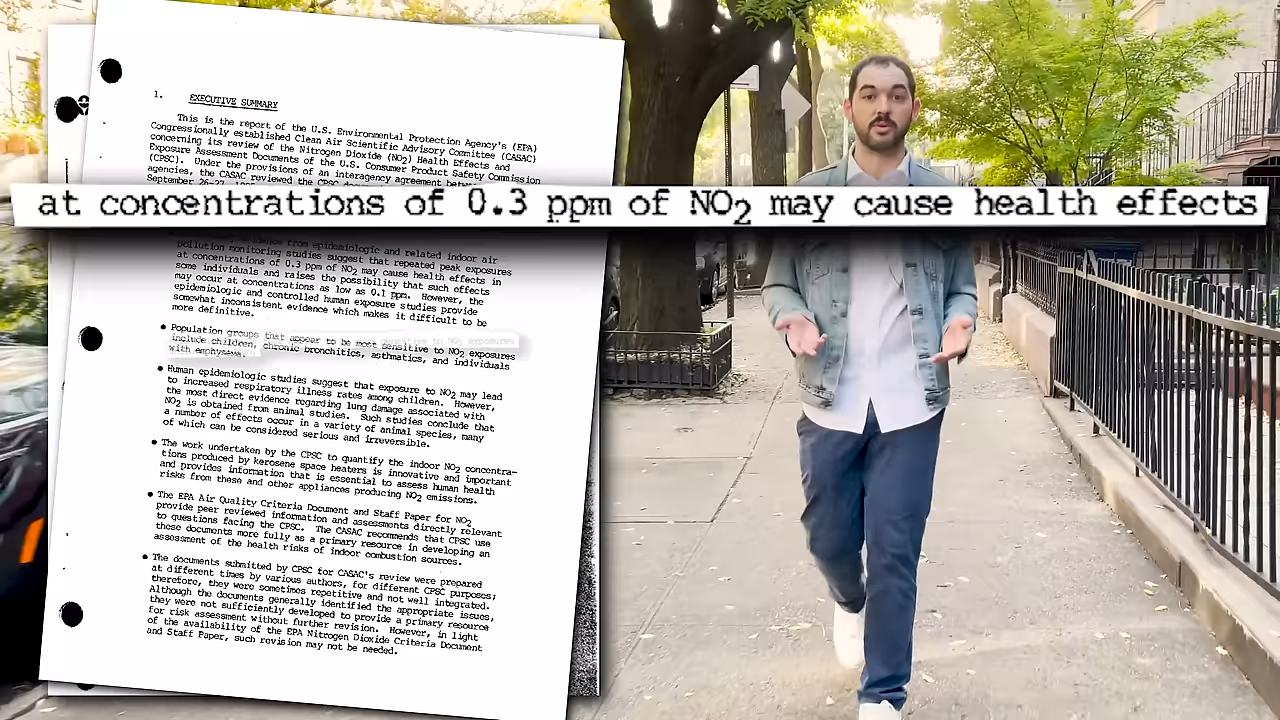 1. EXECUTIVE SUMMARY
This is the report of the U.S. Environmental Protection Agency's (EPA)
Congressionally established Clean Air Scientific Advisory Committee (CASAC)
concerning its review of the Nitrogen Dioxide (NO2) Health Effects and
Exposure Assessment Documents of the U.S. Consumer Product Safety Commission
(CPSC). Under the provisions of an interagency agreement
agencies, the CASAC reviewed the CPSC
September 26-27
at concentrations of 0.3 ppm of NO2 may cause health effects
from epidemiologic and related indoor air
pollution monitoring studies suggest that repeated peak exposures
at concentrations of 0.3 ppm of NO2 may cause health effects in
some individuals and raises the possibility that such effects
may occur at concentrations as low as 0.1 ppm. However, the
epidemiologic and controlled human exposure studies provide
somewhat inconsistent evidence which makes it difficult to be
more definitive.
• Population groups that appear to be most sensitive to NO2 exposures
include children, chronic bronchitics, asthmatics, and individuals
with emphysema.
• Human epidemiologic studies suggest that exposure to NO2 may lead
to increased respiratory illness rates among children. However,
the most direct evidence regarding lung damage associated with
NO2 is obtained from animal studies. Such studies conclude that
a number of effects occur in a variety of animal species, many
of which can be considered serious and irreversible.
• The work undertaken by the CPSC to quantify the indoor NO2 concentra-
tions produced by kerosene space heaters is innovative and important
and provides information that is essential to assess human health
risks from these and other appliances producing NO2 emissions.
• The EPA Air Quality Criteria Document and Staff Paper for NO2
provide peer reviewed information and assessments directly relevant
to questions facing the CPSC. The CASAC recommends that CPSC use
these documents more fully as a primary resource in developing an
assessment of the health risks of indoor combustion sources.
• The documents submitted by CPSC for CASAC's review were prepared
at different times by various authors, for different CPSC purposes;
therefore, they were sometimes repetitive and not well integrated.
Although the documents generally identified the appropriate issues,
they were not sufficiently developed to provide a primary resource
for risk assessment without further revision. However, in light
of the availability of the EPA Nitrogen Dioxide Criteria Document
and Staff Paper, such revision may not be needed.